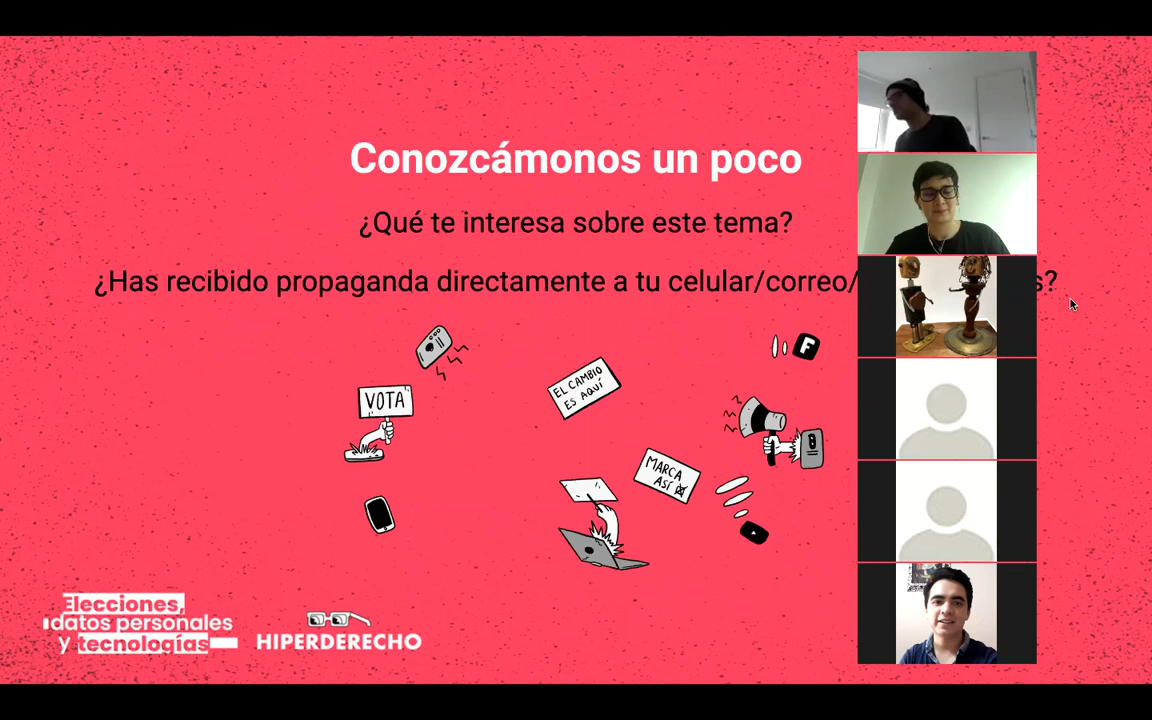 Conozcámonos un poco
¿Qué te interesa sobre este tema?
¿Has recibido propaganda directamente a tu celular/correo/ s?
F
EL CAMBIO
ES AQUÍ
VOTA
MARCA
ASÍ
Elecciones,
datos personales
y tecnologías
HIPERDERECHO